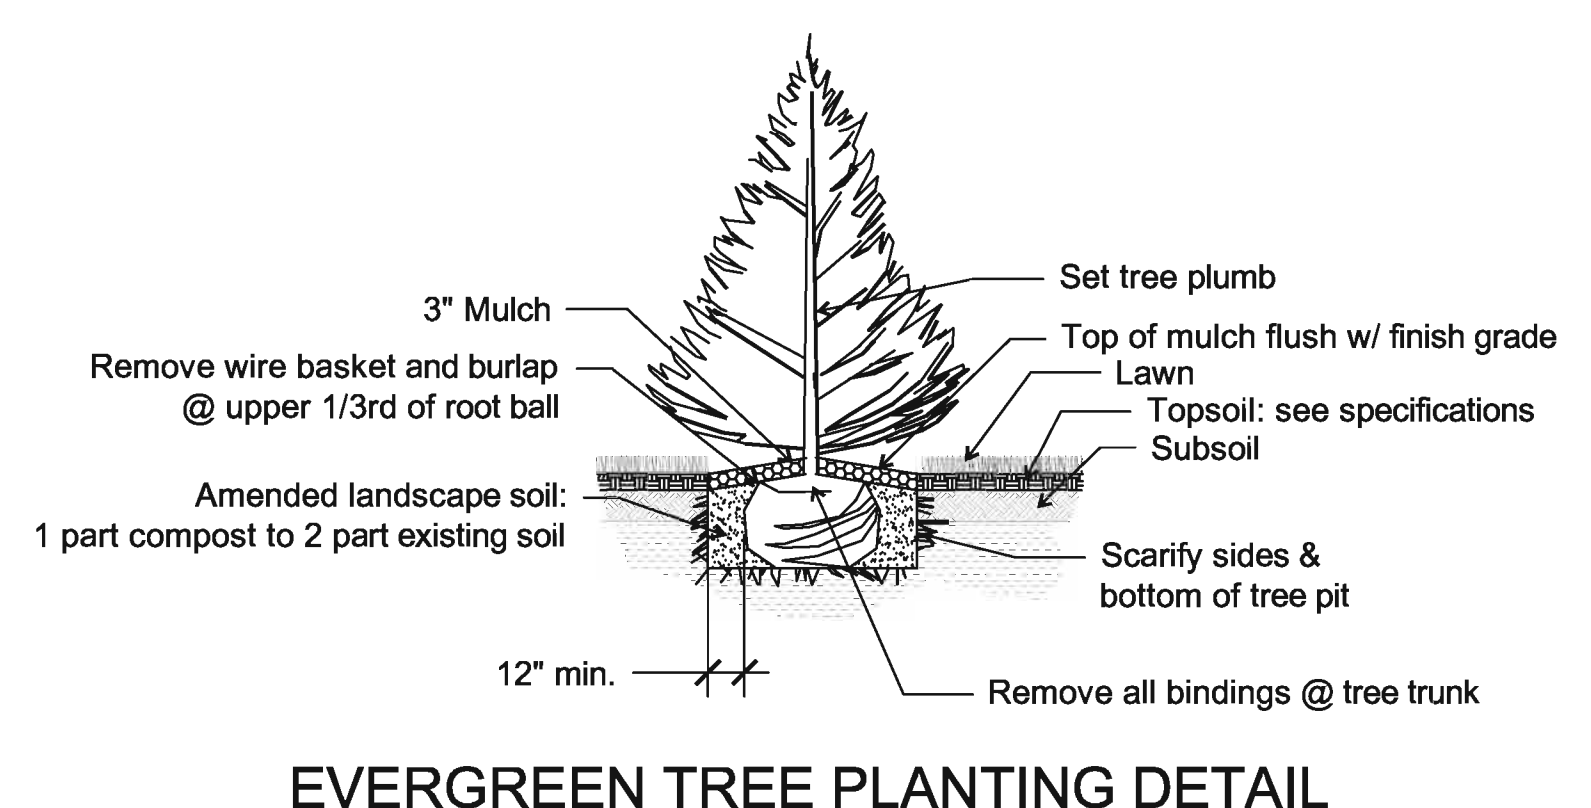 3" Mulch
Remove wire basket and burlap
@ upper 1/3rd of root ball
Amended landscape soil:
1 part compost to 2 part existing soil
12" min.
Set tree plumb
Top of mulch flush w/ finish grade
Lawn
Topsoil: see specifications
Subsoil
Scarify sides &
bottom of tree pit
Remove all bindings @ tree trunk
EVERGREEN TREE PLANTING DETAIL